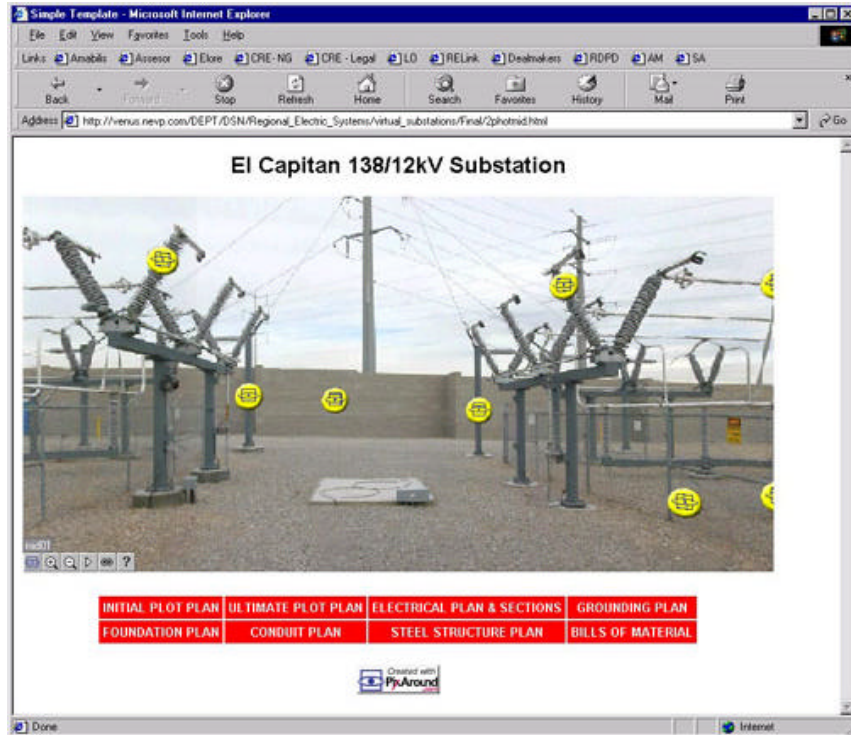 Simple Template - Microsoft Internet Explorer
File Edit View Favorites Tools Help
Links Amabilis Assesor Elore CRE-NG CRE-Legal LO RELink Dealmakers RDPD AM SA
Back Forward Stop Refresh Home Search Favorites History Mail Print
Address http://venus.nevp.com/DEPT/DSN/Regional_Electric_Systems/virtual_substations/Final/2photmid.html Go
El Capitan 138/12kV Substation
mid01
?
INITIAL PLOT PLAN ULTIMATE PLOT PLAN ELECTRICAL PLAN & SECTIONS GROUNDING PLAN
FOUNDATION PLAN CONDUIT PLAN STEEL STRUCTURE PLAN BILLS OF MATERIAL
Created with
PixAround
.com
Done Internet